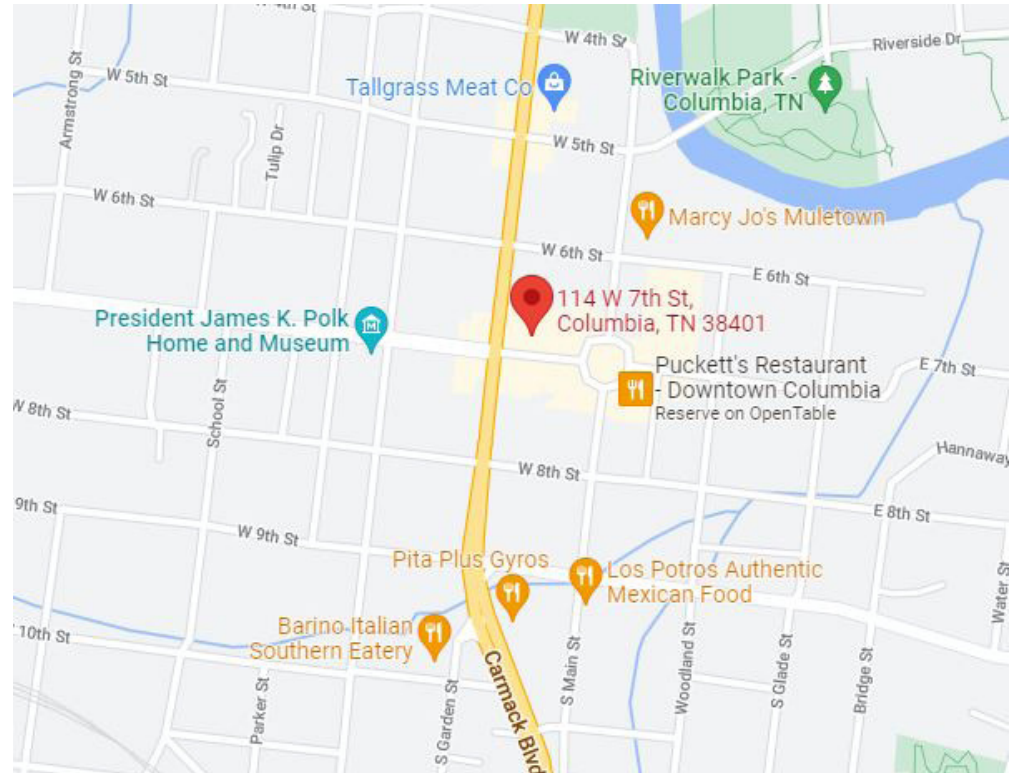 W 4th St
Riverside Dr
Armstrong St
W 5th St
Tallgrass Meat Co
Riverwalk Park -
Columbia, TN
Tulip Dr
W 5th St
W 6th St
Marcy Jo's Muletown
W 6th St
E 6th St
114 W 7th St,
Columbia, TN 38401
President James K. Polk
Home and Museum
Puckett's Restaurant
- Downtown Columbia
Reserve on OpenTable
E 7th St
School St
W 8th St
Hannaway
W 8th St
E 8th St
9th St
W 9th St
Pita Plus Gyros
Los Potros Authentic
Mexican Food
Water St
Barino Italian
Southern Eatery
10th St
Carmack Blvd
S Main St
Woodland St
S Glade St
Bridge St
Parker St
S Garden St